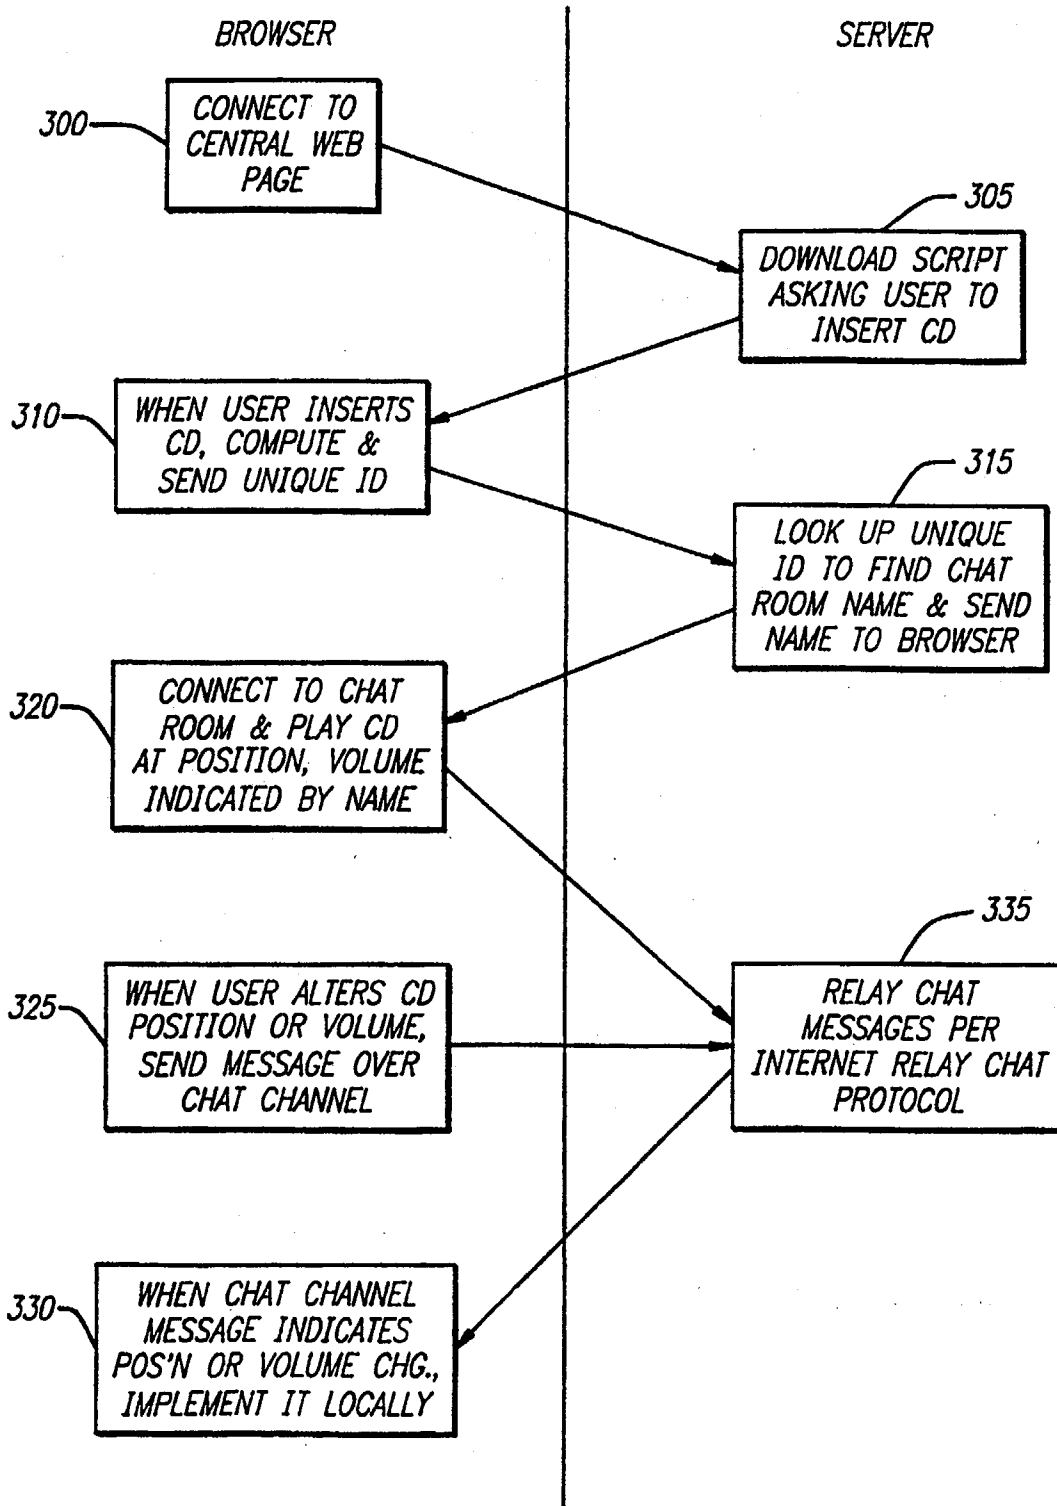 BROWSER
SERVER
300
CONNECT TO
CENTRAL WEB
PAGE
305
DOWNLOAD SCRIPT
ASKING USER TO
INSERT CD
310
WHEN USER INSERTS
CD, COMPUTE &
SEND UNIQUE ID
315
LOOK UP UNIQUE
ID TO FIND CHAT
ROOM NAME & SEND
NAME TO BROWSER
320
CONNECT TO CHAT
ROOM & PLAY CD
AT POSITION, VOLUME
INDICATED BY NAME
335
RELAY CHAT
MESSAGES PER
INTERNET RELAY CHAT
PROTOCOL
325
WHEN USER ALTERS CD
POSITION OR VOLUME,
SEND MESSAGE OVER
CHAT CHANNEL
330
WHEN CHAT CHANNEL
MESSAGE INDICATES
POS'N OR VOLUME CHG.,
IMPLEMENT IT LOCALLY